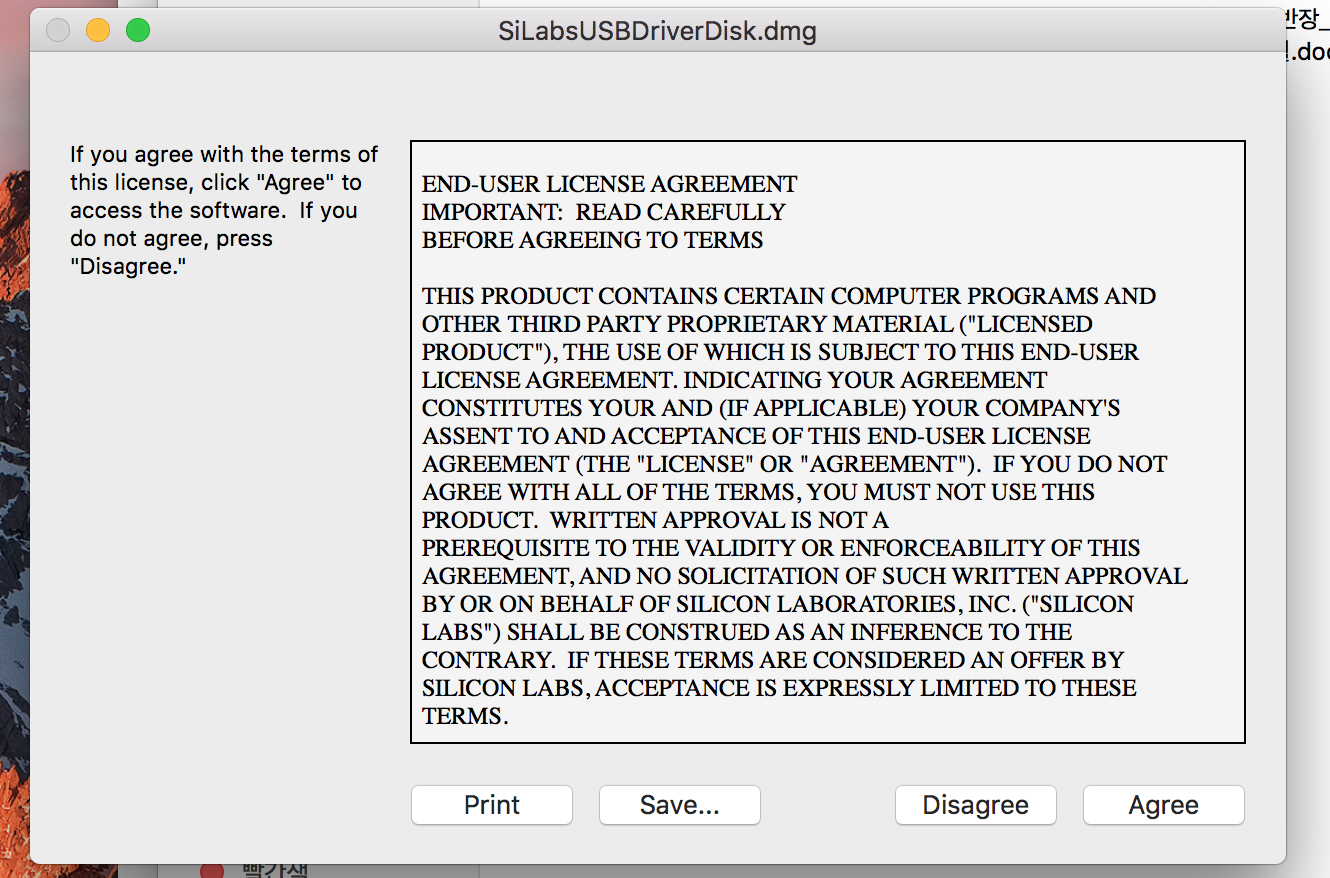 SiLabsUSBDriverDisk.dmg
If you agree with the terms of
this license, click "Agree" to
access the software.  If you
do not agree, press
"Disagree."
END-USER LICENSE AGREEMENT
IMPORTANT:  READ CAREFULLY
BEFORE AGREEING TO TERMS
THIS PRODUCT CONTAINS CERTAIN COMPUTER PROGRAMS AND
OTHER THIRD PARTY PROPRIETARY MATERIAL ("LICENSED
PRODUCT"), THE USE OF WHICH IS SUBJECT TO THIS END-USER
LICENSE AGREEMENT. INDICATING YOUR AGREEMENT
CONSTITUTES YOUR AND (IF APPLICABLE) YOUR COMPANY'S
ASSENT TO AND ACCEPTANCE OF THIS END-USER LICENSE
AGREEMENT (THE "LICENSE" OR "AGREEMENT").  IF YOU DO NOT
AGREE WITH ALL OF THE TERMS, YOU MUST NOT USE THIS
PRODUCT.  WRITTEN APPROVAL IS NOT A
PREREQUISITE TO THE VALIDITY OR ENFORCEABILITY OF THIS
AGREEMENT, AND NO SOLICITATION OF SUCH WRITTEN APPROVAL
BY OR ON BEHALF OF SILICON LABORATORIES, INC. ("SILICON
LABS") SHALL BE CONSTRUED AS AN INFERENCE TO THE
CONTRARY.  IF THESE TERMS ARE CONSIDERED AN OFFER BY
SILICON LABS, ACCEPTANCE IS EXPRESSLY LIMITED TO THESE
TERMS.
Print Save... Disagree Agree
빨간색